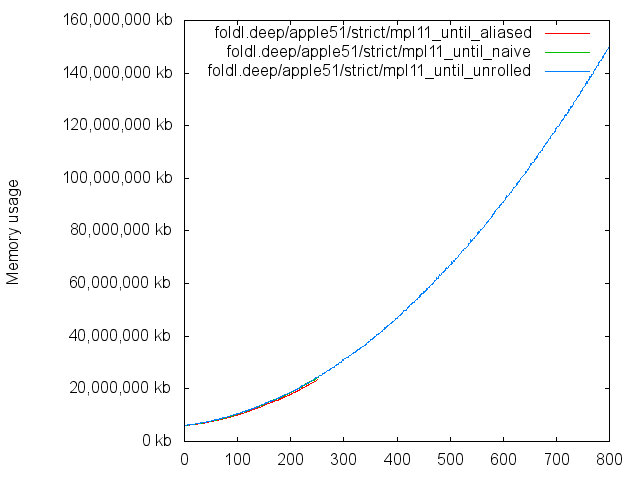 160,000,000 kb
foldl.deep/apple51/strict/mpl11_until_aliased
foldl.deep/apple51/strict/mpl11_until_naive
foldl.deep/apple51/strict/mpl11_until_unrolled
140,000,000 kb
120,000,000 kb
100,000,000 kb
80,000,000 kb
60,000,000 kb
40,000,000 kb
20,000,000 kb
0 kb
Memory usage
0 100 200 300 400 500 600 700 800